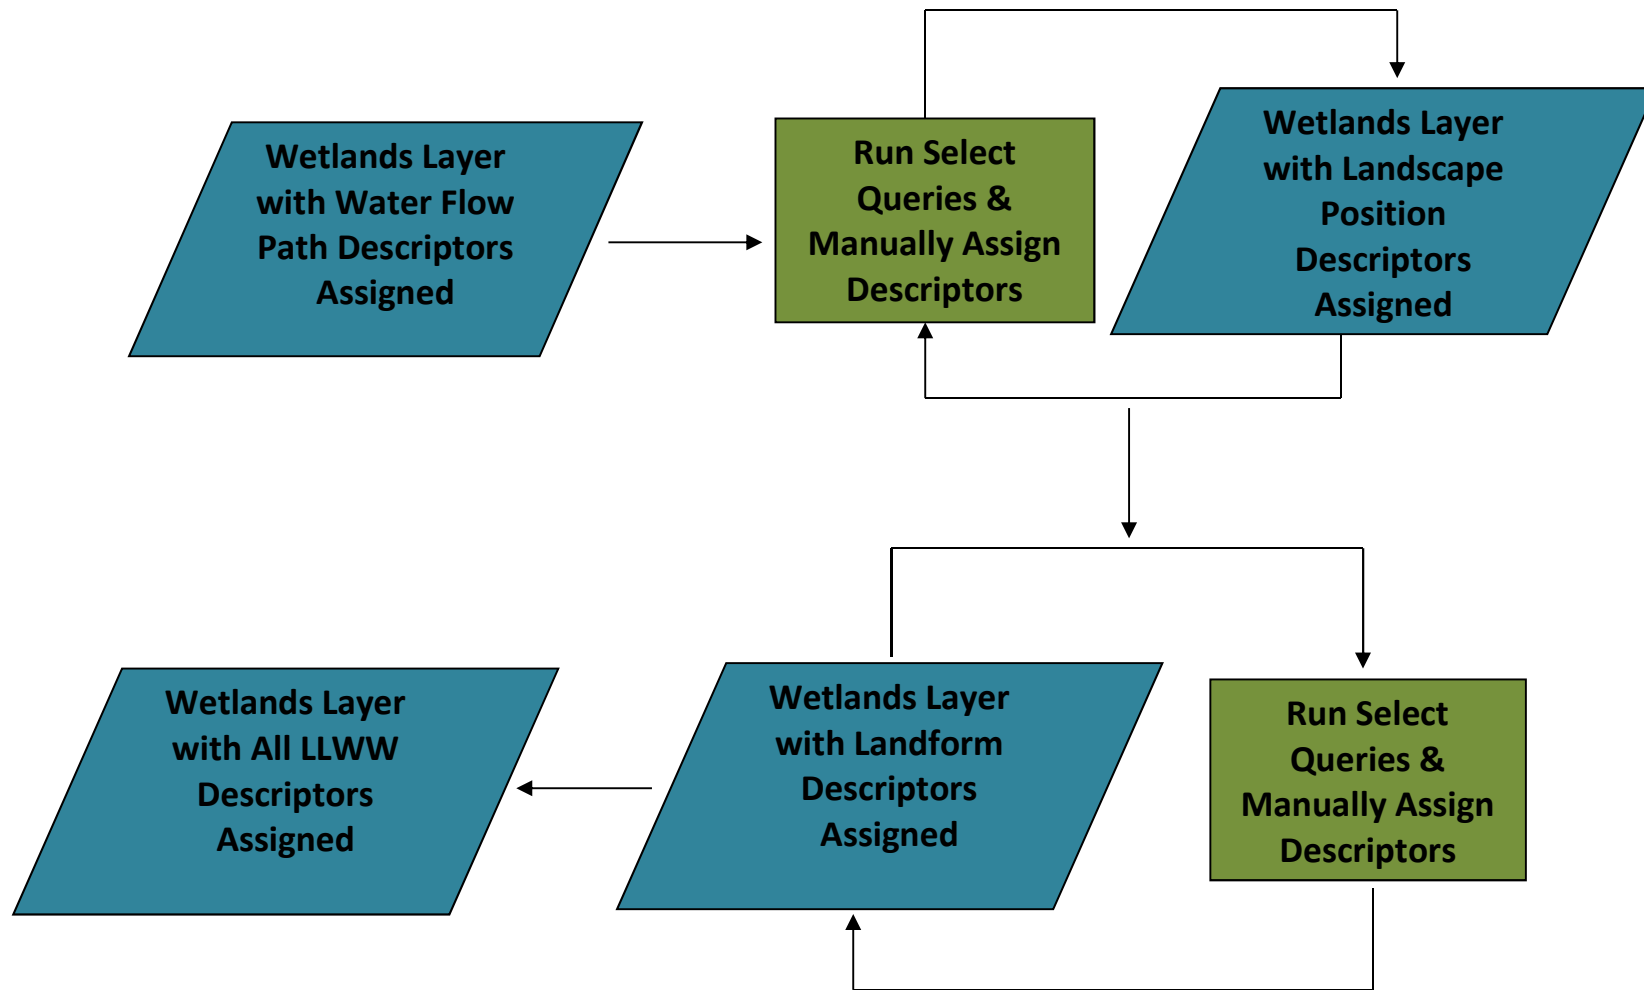 Wetlands Layer
with Water Flow
Path Descriptors
Assigned
Run Select
Queries &
Manually Assign
Descriptors
Wetlands Layer
with Landscape
Position
Descriptors
Assigned
Wetlands Layer
with All LLWW
Descriptors
Assigned
Wetlands Layer
with Landform
Descriptors
Assigned
Run Select
Queries &
Manually Assign
Descriptors